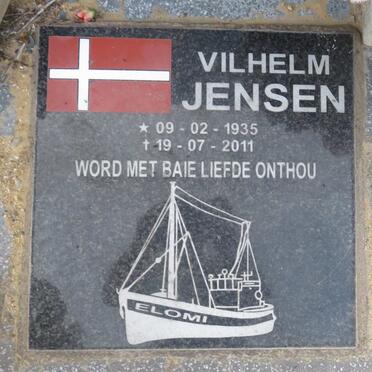 VILHELM
JENSEN
★ 09 - 02 - 1935
✝ 19 - 07 - 2011
WORD MET BAIE LIEFDE ONTHOU
ELOMI